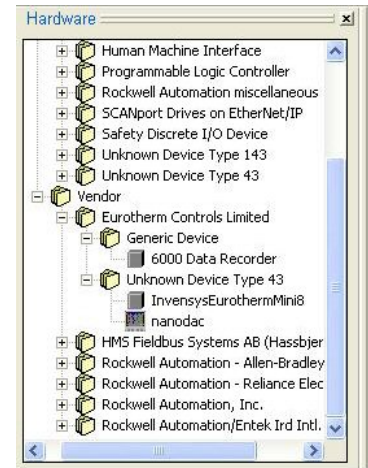 Hardware
Human Machine Interface
Programmable Logic Controller
Rockwell Automation miscellaneous
SCANport Drives on EtherNet/IP
Safety Discrete I/O Device
Unknown Device Type 143
Unknown Device Type 43
Vendor
Eurotherm Controls Limited
Generic Device
6000 Data Recorder
Unknown Device Type 43
InvensysEurothermMini8
nanodac
HMS Fieldbus Systems AB (Hassbjer
Rockwell Automation - Allen-Bradley
Rockwell Automation - Reliance Elec
Rockwell Automation, Inc.
Rockwell Automation/Entek Ird Intl.